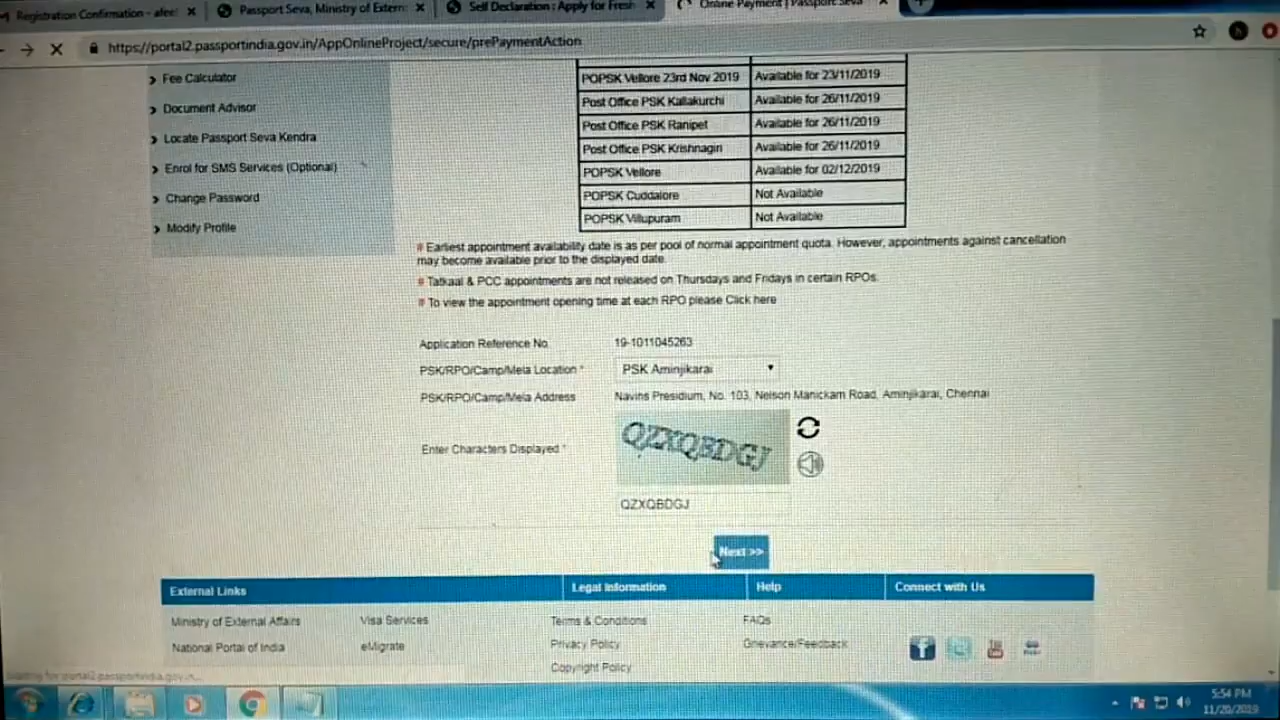 Registration Confirmation - afee
Passport Seva, Ministry of Extern
Self Declaration : Apply for Fresh
Online Payment | Passport Seva
https://portal2.passportindia.gov.in/AppOnlineProject/secure/prePaymentAction
Fee Calculator
Document Advisor
Locate Passport Seva Kendra
Enrol for SMS Services (Optional)
Change Password
Modify Profile
POPSK Vellore 23rd Nov 2019 Available for 23/11/2019
Post Office PSK Kallakurchi Available for 26/11/2019
Post Office PSK Ranipet Available for 26/11/2019
Post Office PSK Krishnagiri Available for 26/11/2019
POPSK Vellore Available for 02/12/2019
POPSK Cuddalore Not Available
POPSK Villupuram Not Available
# Earliest appointment availability date is as per pool of normal appointment quota. However, appointments against cancellation
may become available prior to the displayed date.
# Tatkaal & PCC appointments are not released on Thursdays and Fridays in certain RPOs.
# To view the appointment opening time at each RPO please Click here
Application Reference No. 19-1011045263
PSK/RPO/Camp/Mela Location * PSK Aminjikarai
PSK/RPO/Camp/Mela Address Navins Presidium, No. 103, Nelson Manickam Road, Aminjikarai, Chennai
QZXQBDGJ
Enter Characters Displayed *
QZXQBDGJ
Next >>
External Links Legal Information Help Connect with Us
Ministry of External Affairs Visa Services Terms & Conditions FAQs
National Portal of India eMigrate Privacy Policy Grievance/Feedback
Copyright Policy
Waiting for portal2.passportindia.gov.in...
5:54 PM
11/20/2019